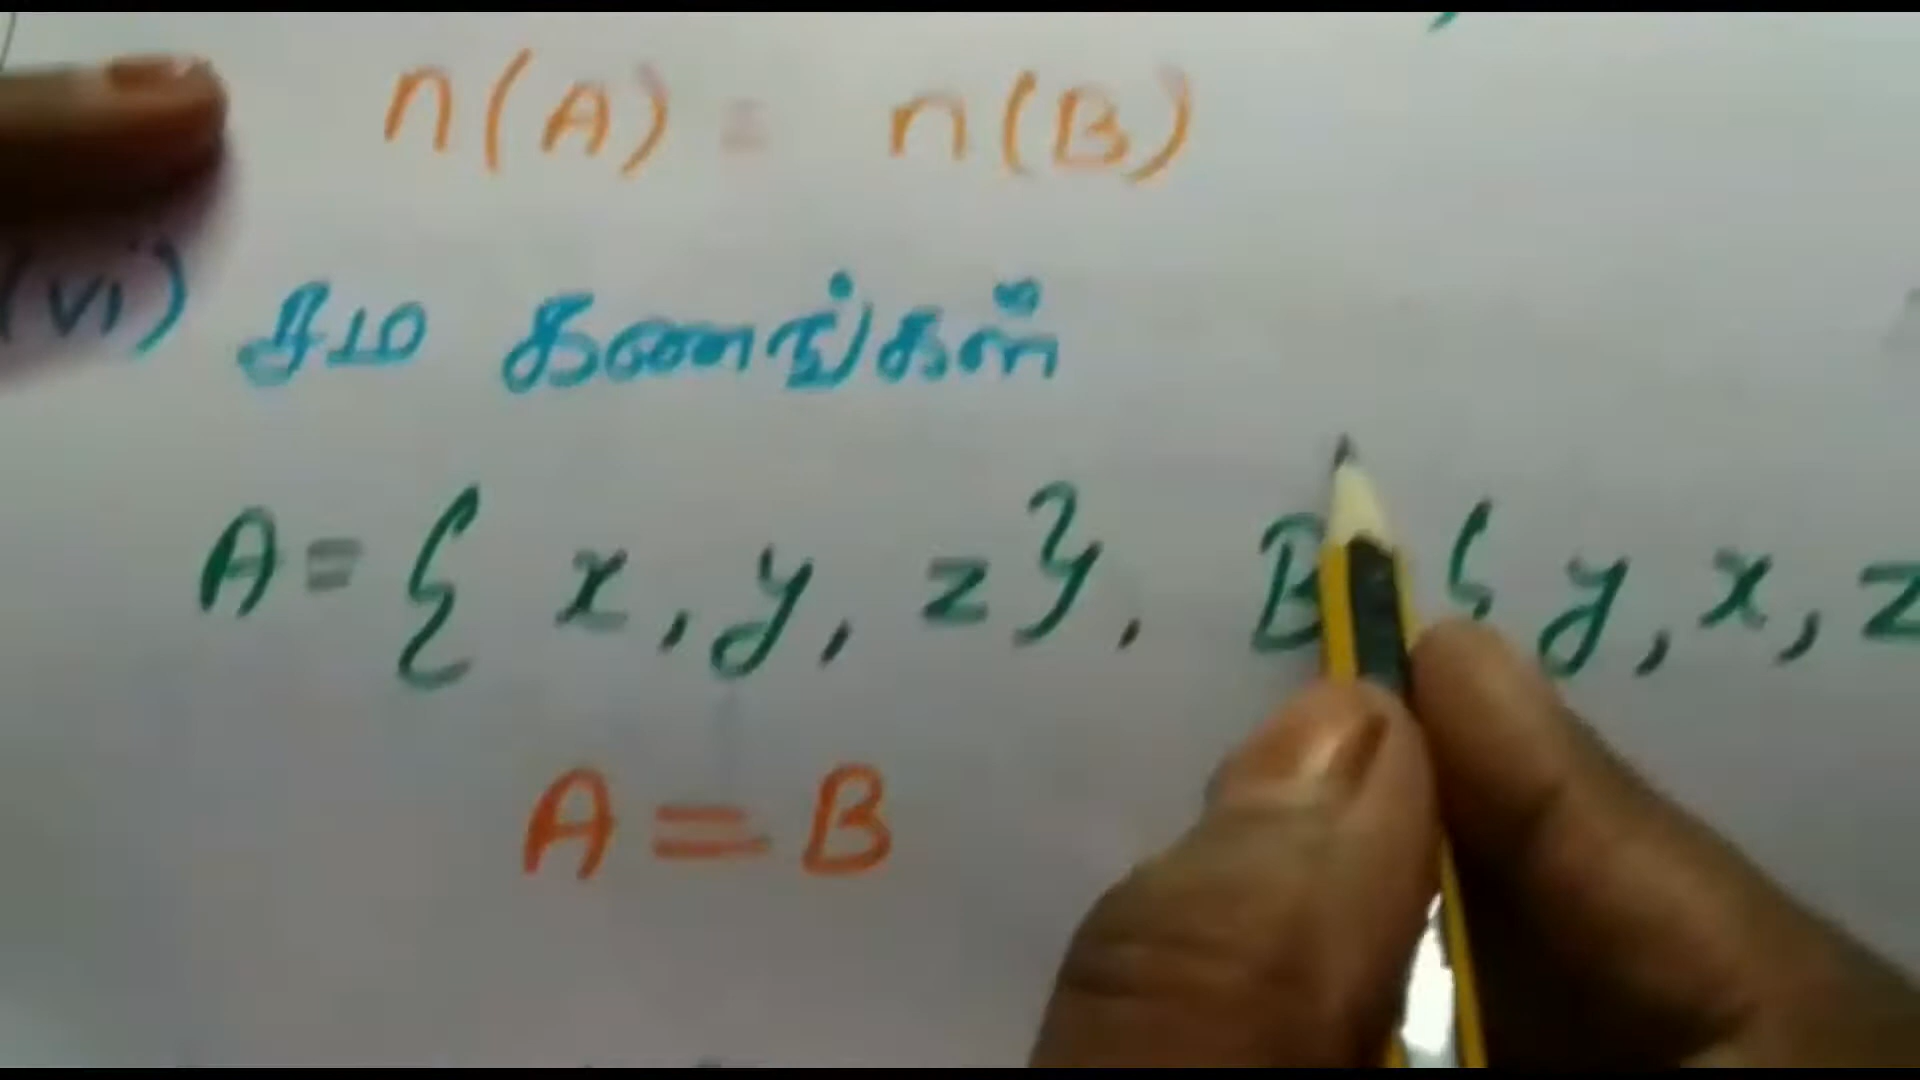 n(A) = n(B)
(vi) சம கணங்கள்
A = { x, y, z }, B { y, x, z
A = B